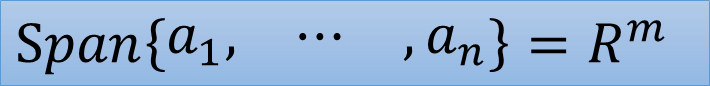 Span{a₁, ⋯ , aₙ} = Rᵐ